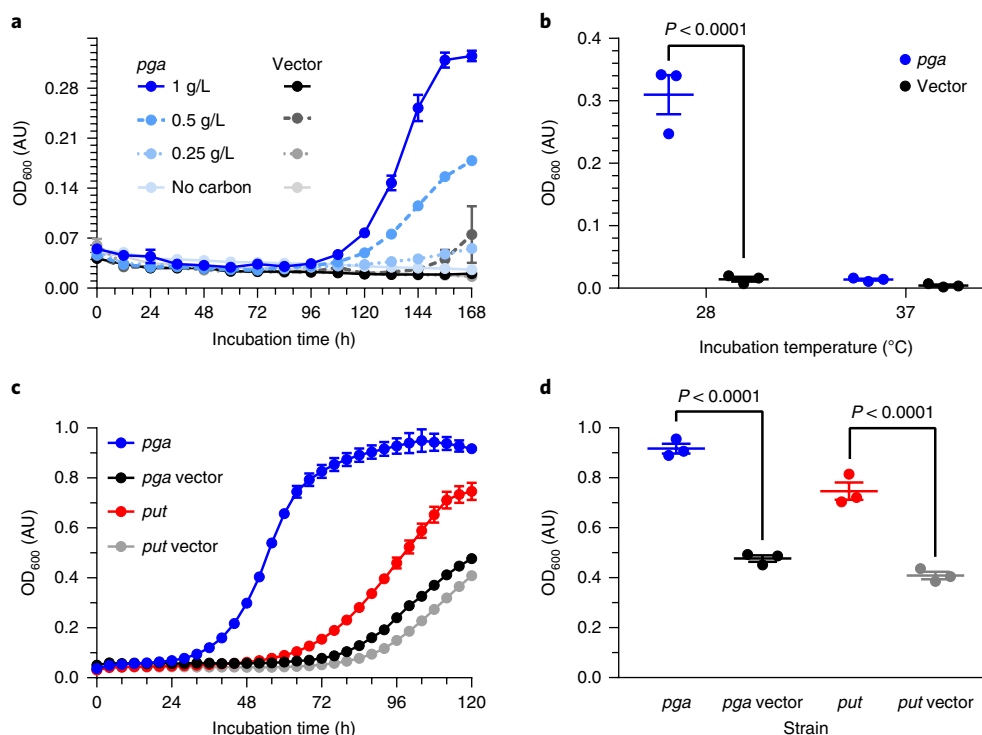 a
pga Vector
1 g/L
0.5 g/L
0.25 g/L
No carbon
OD600 (AU)
0.28
0.21
0.14
0.07
0.00
0 24 48 72 96 120 144 168
Incubation time (h)
b
P < 0.0001
pga
Vector
OD600 (AU)
0.4
0.3
0.2
0.1
0.0
28 37
Incubation temperature (°C)
c
pga
pga vector
put
put vector
OD600 (AU)
1.0
0.8
0.6
0.4
0.2
0.0
0 24 48 72 96 120
Incubation time (h)
d
P < 0.0001
P < 0.0001
OD600 (AU)
1.0
0.8
0.6
0.4
0.2
0.0
pga pga vector put put vector
Strain